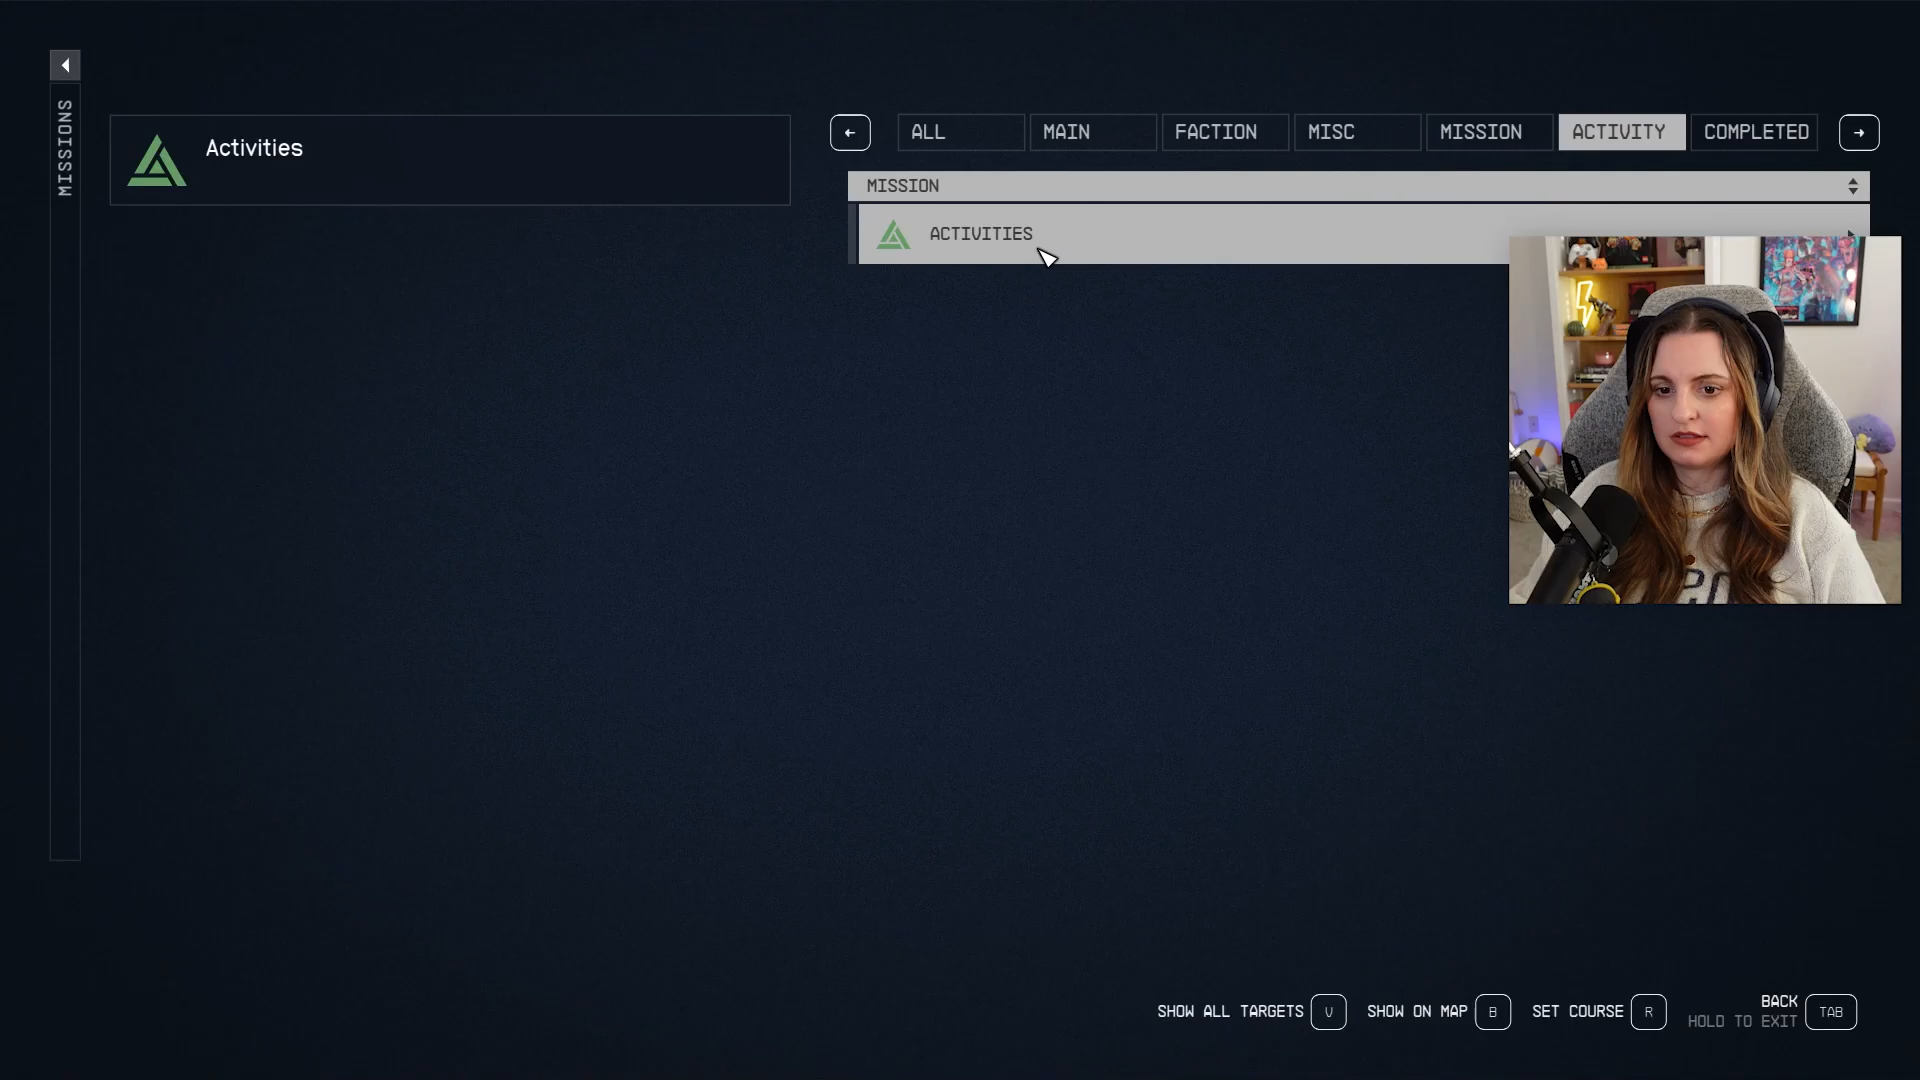 MISSIONS
Activities
ALL
MAIN
FACTION
MISC
MISSION
ACTIVITY
COMPLETED
MISSION
ACTIVITIES
SHOW ALL TARGETS V
SHOW ON MAP B
SET COURSE R
BACK
HOLD TO EXIT
TAB